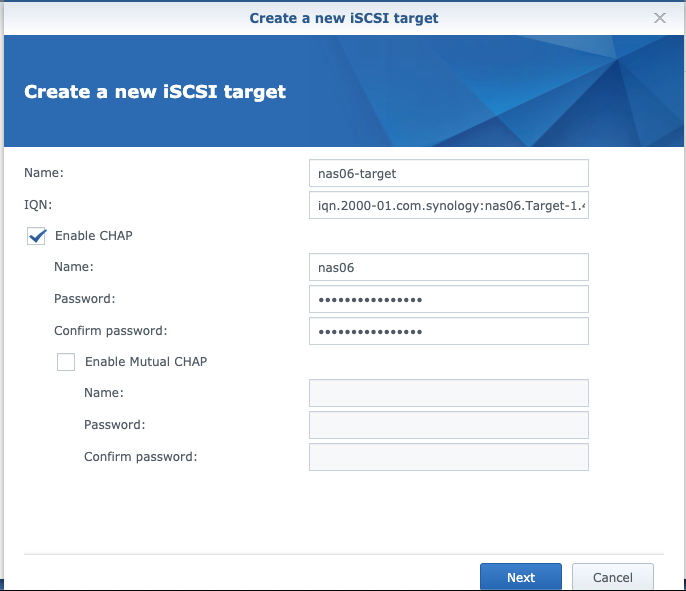 Create a new iSCSI target
Create a new iSCSI target
Name: nas06-target
IQN: iqn.2000-01.com.synology:nas06.Target-1.4
Enable CHAP
Name: nas06
Password: ••••••••••••••••
Confirm password: ••••••••••••••••
Enable Mutual CHAP
Name:
Password:
Confirm password:
Next Cancel